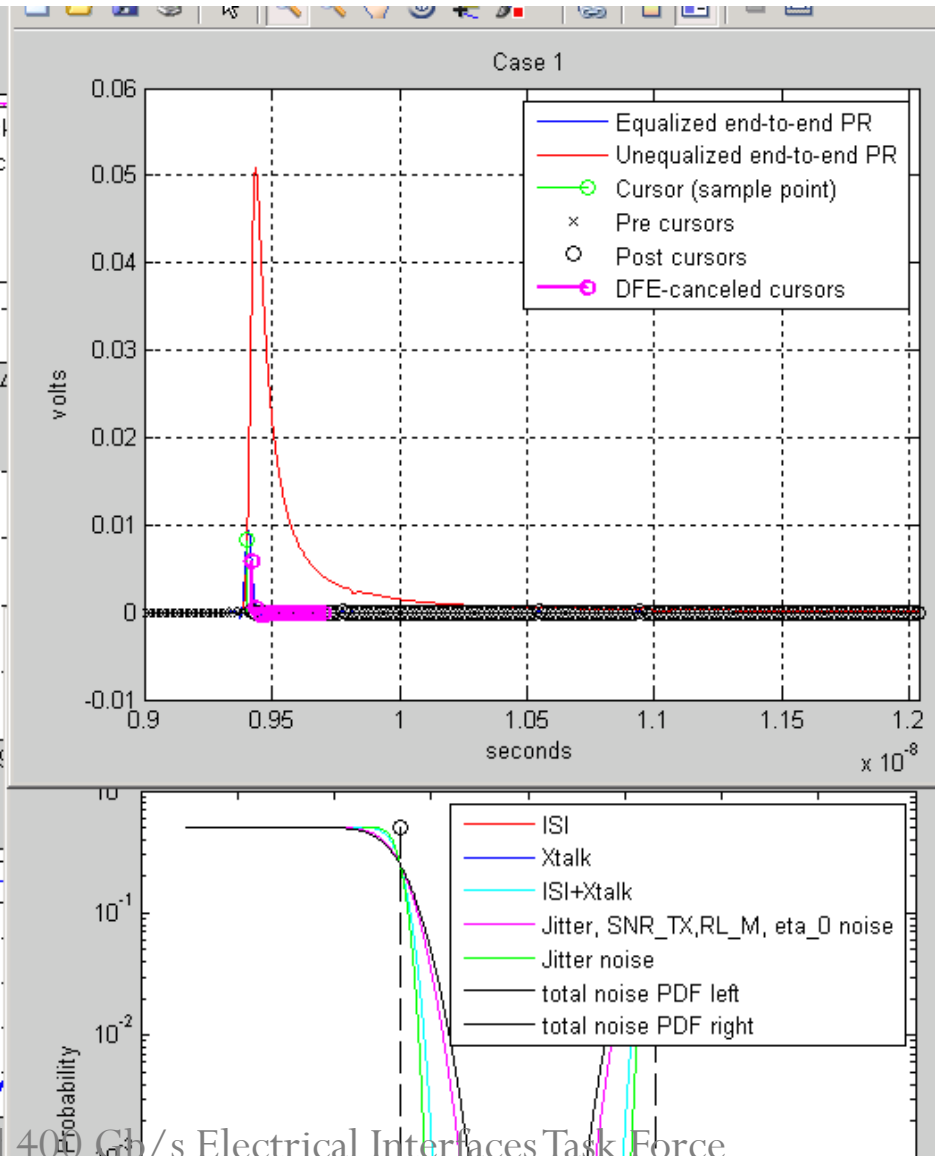 Case 1
0.06
0.05
0.04
0.03
0.02
0.01
0
-0.01
volts
Equalized end-to-end PR
Unequalized end-to-end PR
Cursor (sample point)
Pre cursors
Post cursors
DFE-canceled cursors
0.9 0.95 1 1.05 1.1 1.15 1.2
seconds
x 10^-8
10^-1
10^-2
Probability
ISI
Xtalk
ISI+Xtalk
Jitter, SNR_TX,RL_M, eta_0 noise
Jitter noise
total noise PDF left
total noise PDF right
400 Gb/s Electrical Interfaces Task Force